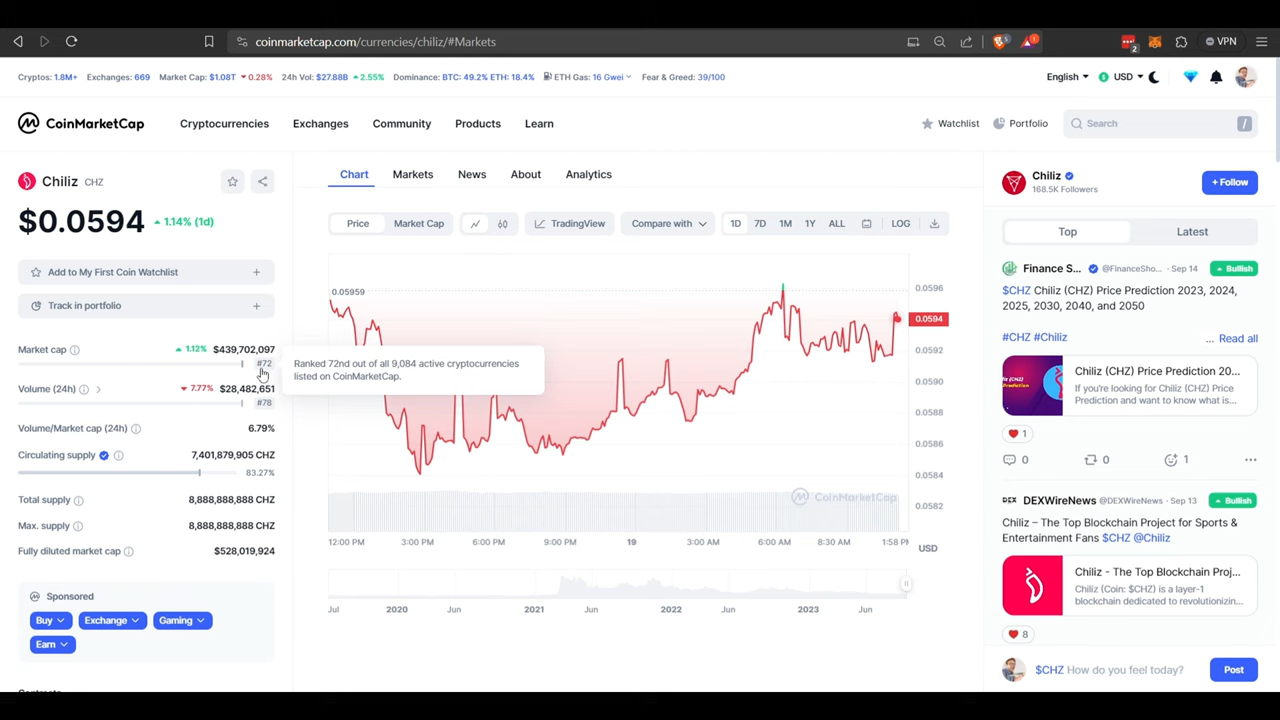 coinmarketcap.com/currencies/chiliz/#Markets
5
1
2
VPN
Cryptos: 1.8M+ Exchanges: 669 Market Cap: $1.08T 0.28% 24h Vol: $27.88B 2.55% Dominance: BTC: 49.2% ETH: 18.4% ETH Gas: 16 Gwei Fear & Greed: 39/100
English USD
CoinMarketCap
Cryptocurrencies Exchanges Community Products Learn
Watchlist Portfolio Search /
Chiliz CHZ
$0.0594 1.14% (1d)
Add to My First Coin Watchlist +
Track in portfolio +
Market cap 1.12% $439,702,097
#72
Volume (24h) 7.77% $28,482,651
#78
Volume/Market cap (24h) 6.79%
Circulating supply 7,401,879,905 CHZ
83.27%
Total supply 8,888,888,888 CHZ
Max. supply 8,888,888,888 CHZ
Fully diluted market cap $528,019,924
Sponsored
Buy Exchange Gaming
Earn
Chart Markets News About Analytics
Price Market Cap TradingView Compare with 1D 7D 1M 1Y ALL LOG
0.05959
Ranked 72nd out of all 9,084 active cryptocurrencies
listed on CoinMarketCap.
0.0596
0.0594
0.0592
0.0590
0.0588
0.0586
0.0584
0.0582
CoinMarketCap
12:00 PM 3:00 PM 6:00 PM 9:00 PM 19 3:00 AM 6:00 AM 8:30 AM 1:58 PM
USD
Jul 2020 Jun 2021 Jun 2022 Jun 2023 Jun
Chiliz
168.5K Followers
+ Follow
Top Latest
Finance S... @FinanceSho... · Sep 14 Bullish
$CHZ Chiliz (CHZ) Price Prediction 2023, 2024,
2025, 2030, 2040, and 2050
#CHZ #Chiliz ... Read all
Chiliz (CHZ) Price Prediction 20...
If you're looking for Chiliz (CHZ) Price
Prediction and want to know what is...
1
0 0 1
DEX DEXWireNews @DEXWireNews · Sep 13 Bullish
Chiliz – The Top Blockchain Project for Sports &
Entertainment Fans $CHZ @Chiliz
Chiliz - The Top Blockchain Proj...
Chiliz (Coin: $CHZ) is a layer-1
blockchain dedicated to revolutionizin...
8
$CHZ How do you feel today? Post